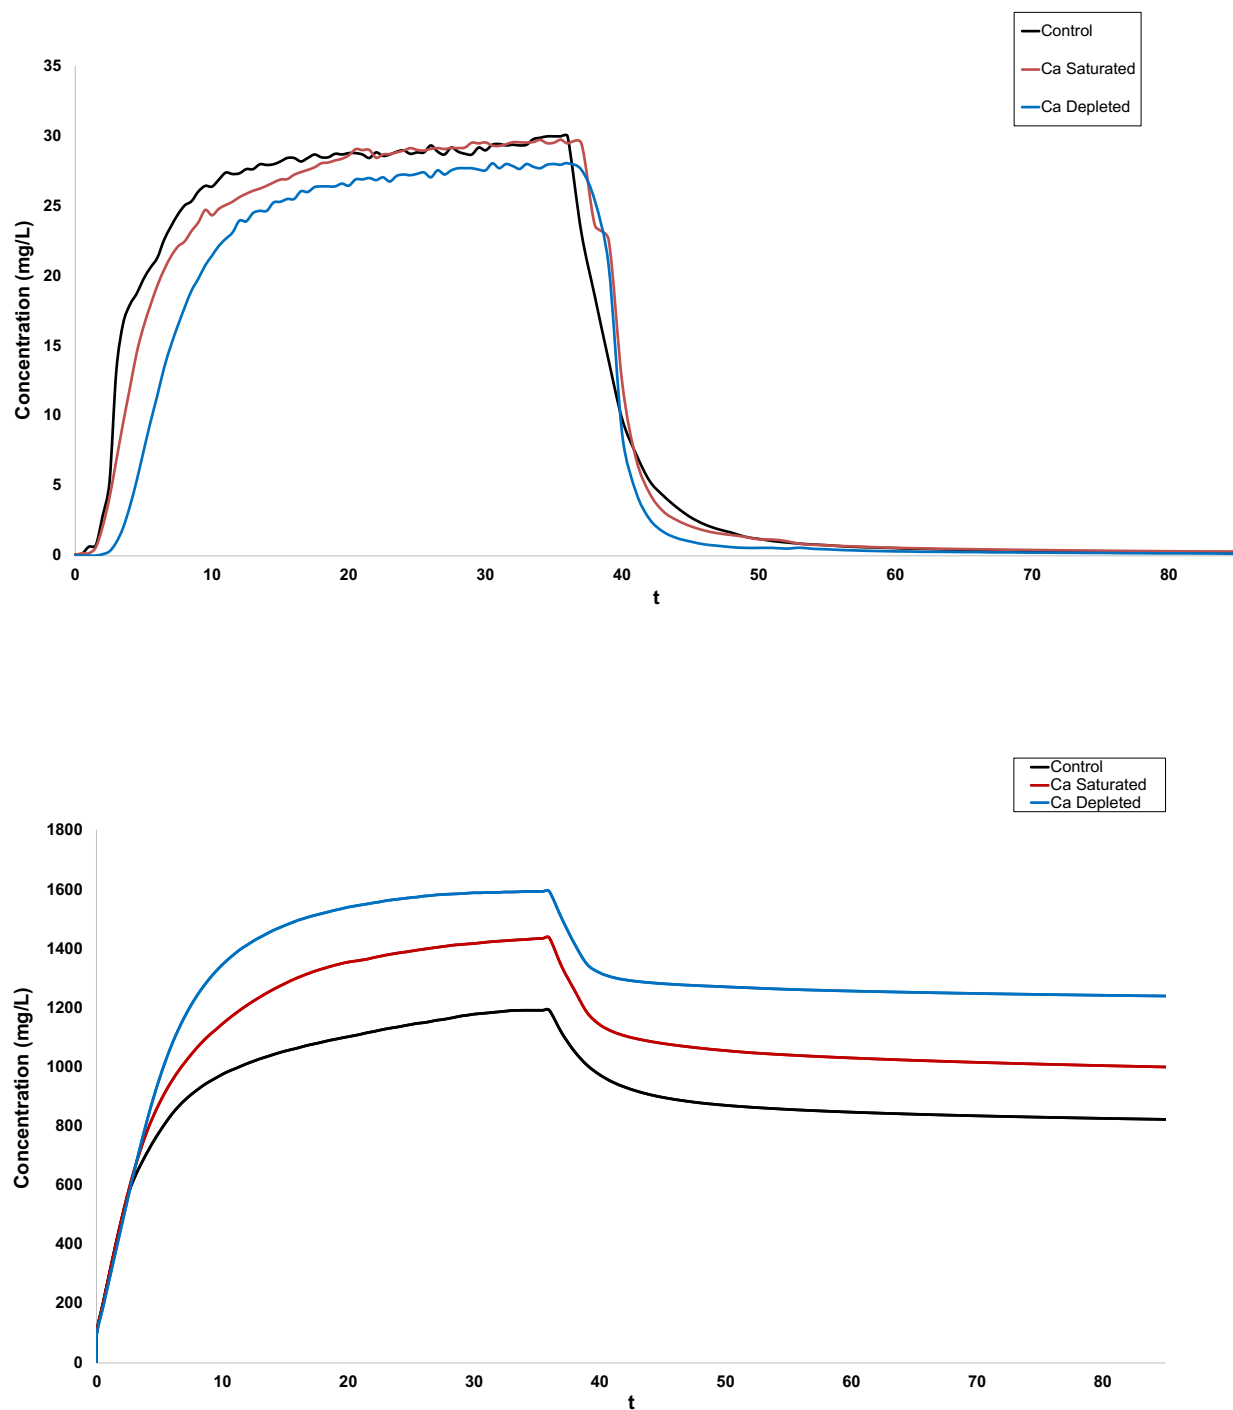 Control
Ca Saturated
Ca Depleted
35
30
25
20
15
10
5
0
Concentration (mg/L)
0 10 20 30 40 50 60 70 80
t
Control
Ca Saturated
Ca Depleted
1800
1600
1400
1200
1000
800
600
400
200
0
Concentration (mg/L)
0 10 20 30 40 50 60 70 80
t